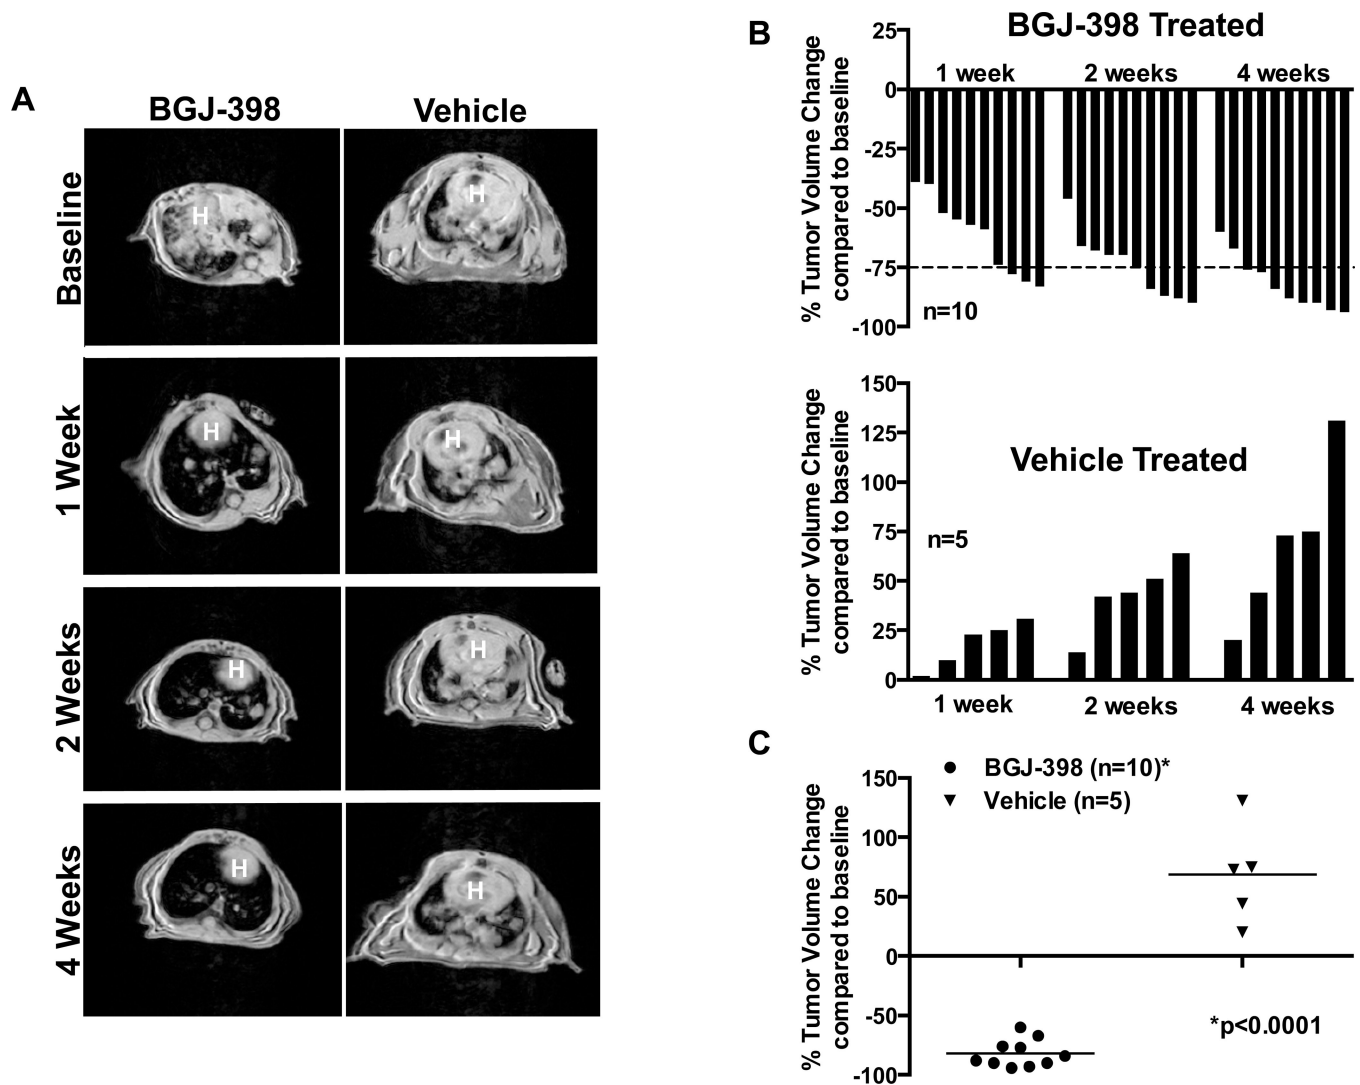 A
BGJ-398
Vehicle
Baseline
H
H
1 Week
H
H
2 Weeks
H
H
4 Weeks
H
H
B
BGJ-398 Treated
% Tumor Volume Change
compared to baseline
25
0
-25
-50
-75
-100
1 week
2 weeks
4 weeks
n=10
Vehicle Treated
% Tumor Volume Change
compared to baseline
150
125
100
75
50
25
0
n=5
1 week
2 weeks
4 weeks
C
BGJ-398 (n=10)*
Vehicle (n=5)
% Tumor Volume Change
compared to baseline
150
100
50
0
-50
-100
*p<0.0001